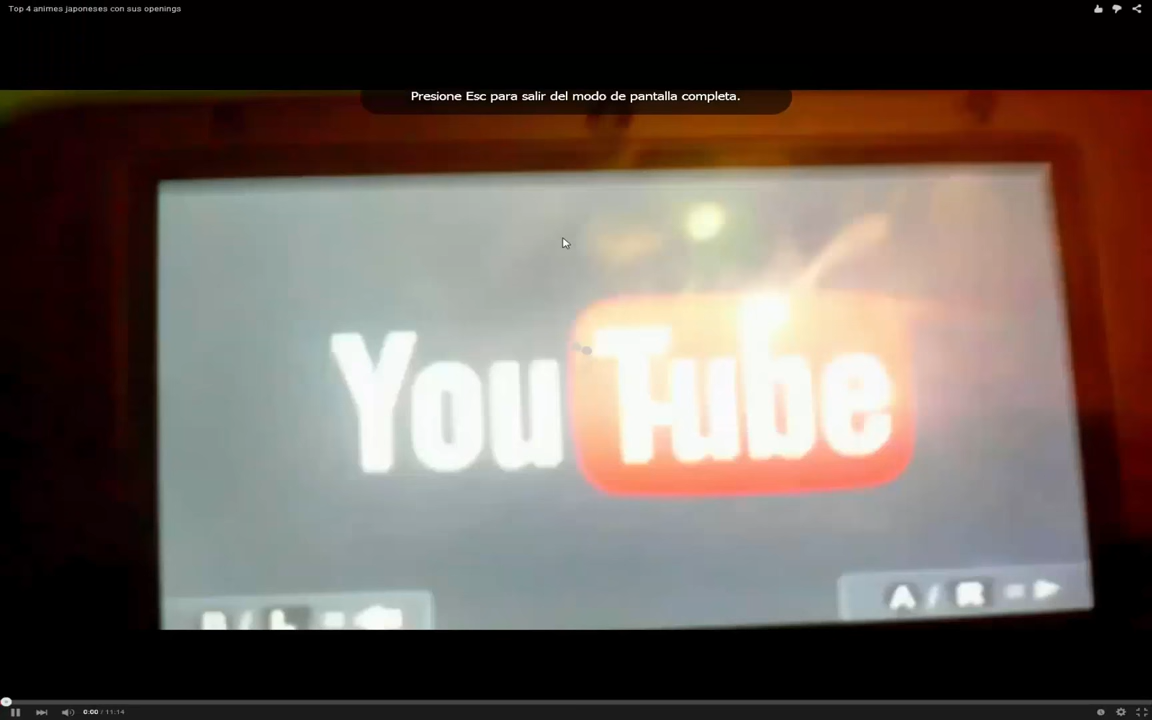 Top 4 animes japoneses con sus openings
Presione Esc para salir del modo de pantalla completa.
YouTube
A / R = ▶
0:00 / 11:14